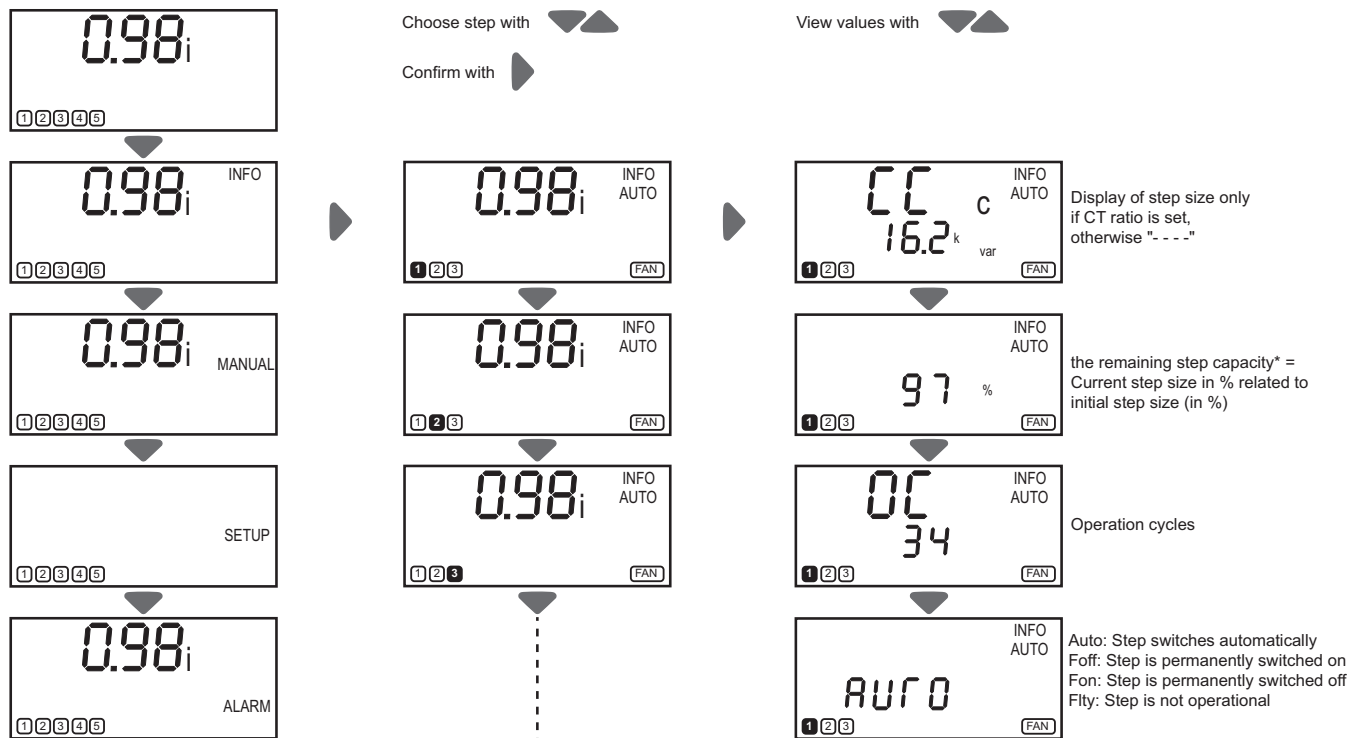 0.98i
1 2 3 4 5
INFO
0.98i
1 2 3 4 5
0.98i
MANUAL
1 2 3 4 5
SETUP
1 2 3 4 5
0.98i
ALARM
1 2 3 4 5
Choose step with
Confirm with
INFO
AUTO
0.98i
1 2 3
FAN
INFO
AUTO
0.98i
1 2 3
FAN
INFO
AUTO
0.98i
1 2 3
FAN
View values with
INFO
AUTO
CC C
16.2 k var
1 2 3
FAN
Display of step size only
if CT ratio is set,
otherwise "- - - -"
INFO
AUTO
97 %
1 2 3
FAN
the remaining step capacity* =
Current step size in % related to
initial step size (in %)
INFO
AUTO
OC
34
1 2 3
FAN
Operation cycles
INFO
AUTO
AUTO
1 2 3
FAN
Auto: Step switches automatically
Foff: Step is permanently switched on
Fon: Step is permanently switched off
Flty: Step is not operational